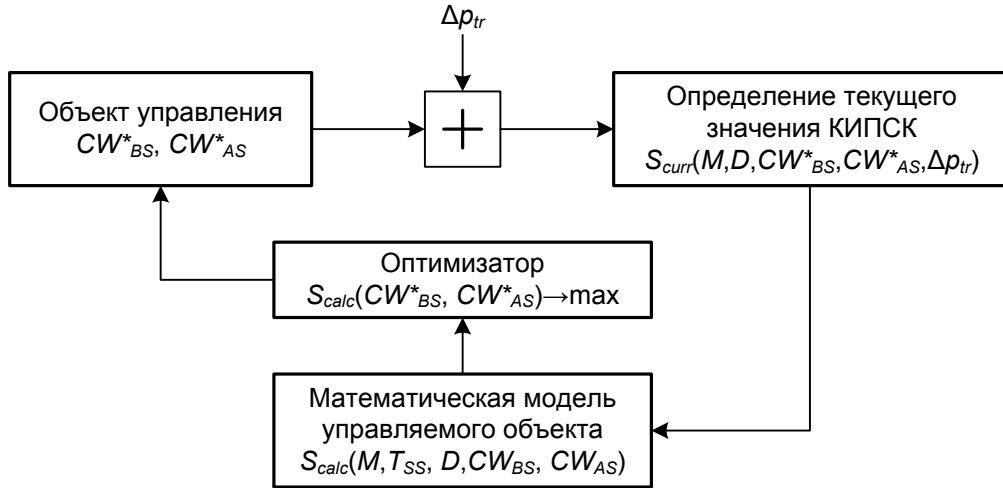 Δp_tr
Объект управления
CW*_BS, CW*_AS
+
Определение текущего
значения КИПСК
S_curr(M,D,CW*_BS,CW*_AS,Δp_tr)
Оптимизатор
S_calc(CW*_BS, CW*_AS)→max
Математическая модель
управляемого объекта
S_calc(M,T_SS, D,CW_BS, CW_AS)